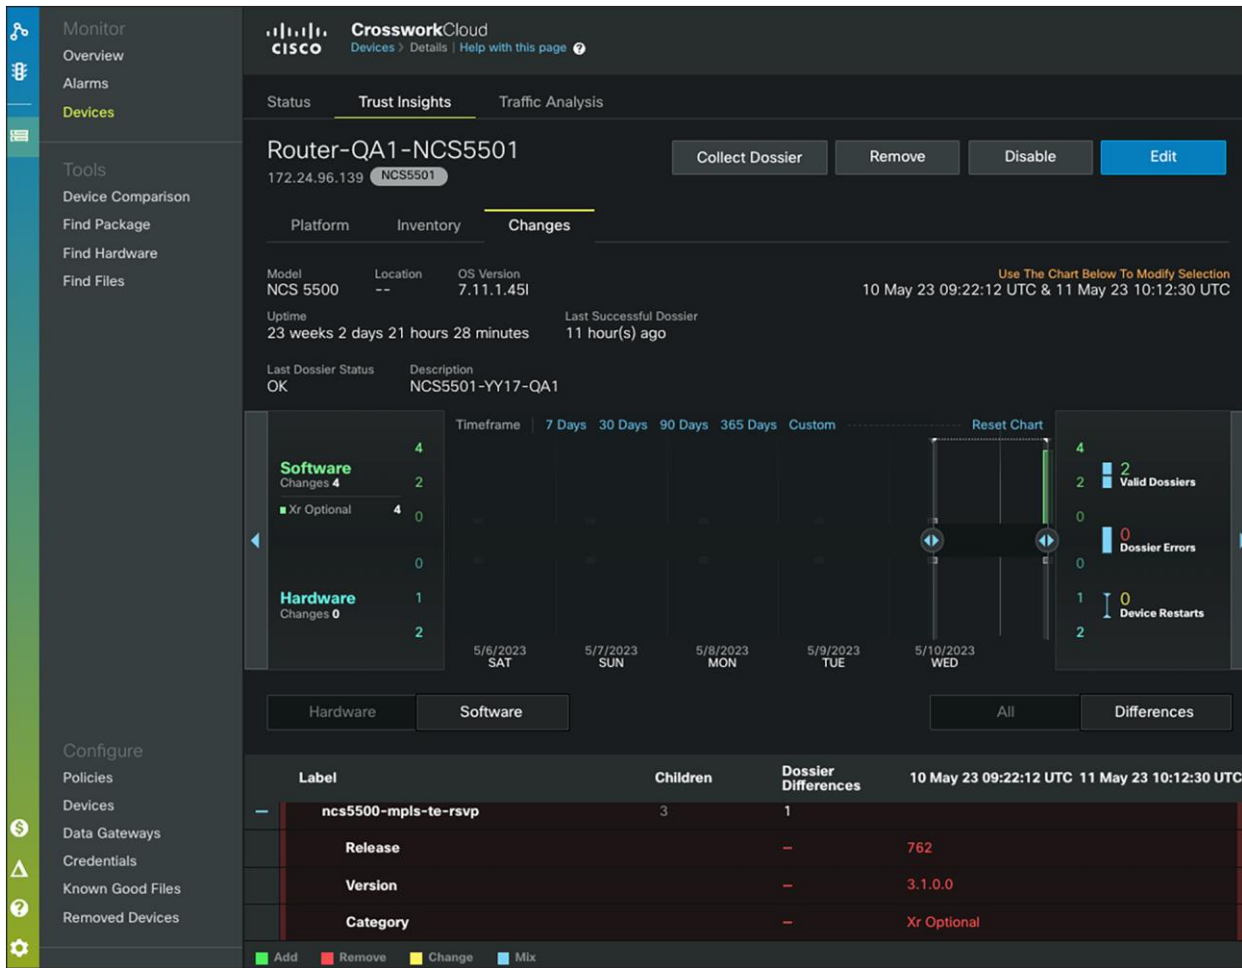 Monitor
Overview
Alarms
Devices
Tools
Device Comparison
Find Package
Find Hardware
Find Files
Configure
Policies
Devices
Data Gateways
Credentials
Known Good Files
Removed Devices
CISCO
CrossworkCloud
Devices > Details | Help with this page ?
Status Trust Insights Traffic Analysis
Router-QA1-NCS5501
172.24.96.139 NCS5501
Collect Dossier Remove Disable Edit
Platform Inventory Changes
Model Location OS Version
NCS 5500 -- 7.11.1.45I
Use The Chart Below To Modify Selection
10 May 23 09:22:12 UTC & 11 May 23 10:12:30 UTC
Uptime Last Successful Dossier
23 weeks 2 days 21 hours 28 minutes 11 hour(s) ago
Last Dossier Status Description
OK NCS5501-YY17-QA1
Timeframe | 7 Days 30 Days 90 Days 365 Days Custom Reset Chart
Software
Changes 4
Xr Optional 4
4
2
0
0
1
2
Hardware
Changes 0
5/6/2023 5/7/2023 5/8/2023 5/9/2023 5/10/2023
SAT SUN MON TUE WED
4
2
0
0
1
2
2
Valid Dossiers
0
Dossier Errors
0
Device Restarts
Hardware Software All Differences
Label Children Dossier Differences 10 May 23 09:22:12 UTC 11 May 23 10:12:30 UTC
– ncs5500-mpls-te-rsvp 3 1
Release – 762
Version – 3.1.0.0
Category – Xr Optional
Add Remove Change Mix